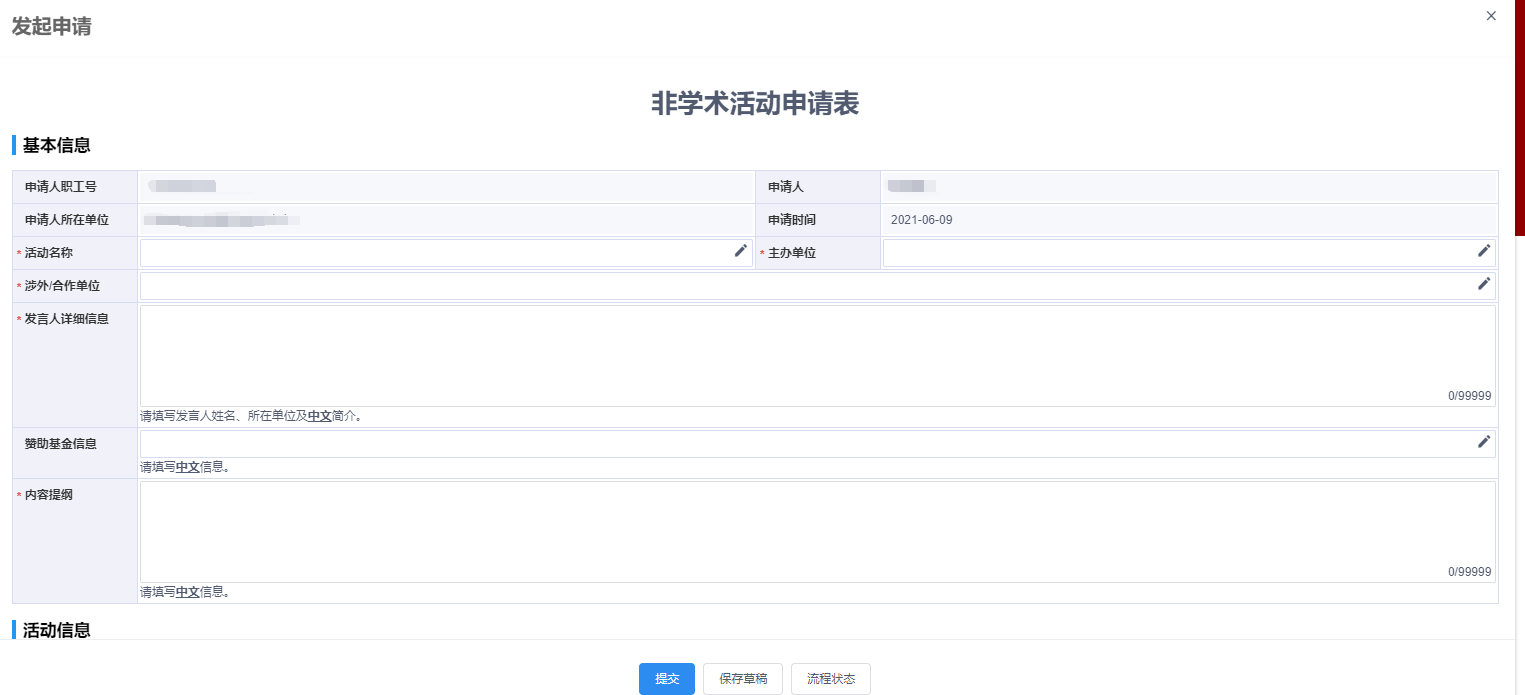 发起申请
非学术活动申请表
基本信息
申请人职工号
申请人
申请人所在单位
申请时间
2021-06-09
* 活动名称
* 主办单位
* 涉外/合作单位
* 发言人详细信息
0/99999
请填写发言人姓名、所在单位及中文简介。
赞助基金信息
请填写中文信息。
* 内容提纲
0/99999
请填写中文信息。
活动信息
提交
保存草稿
流程状态